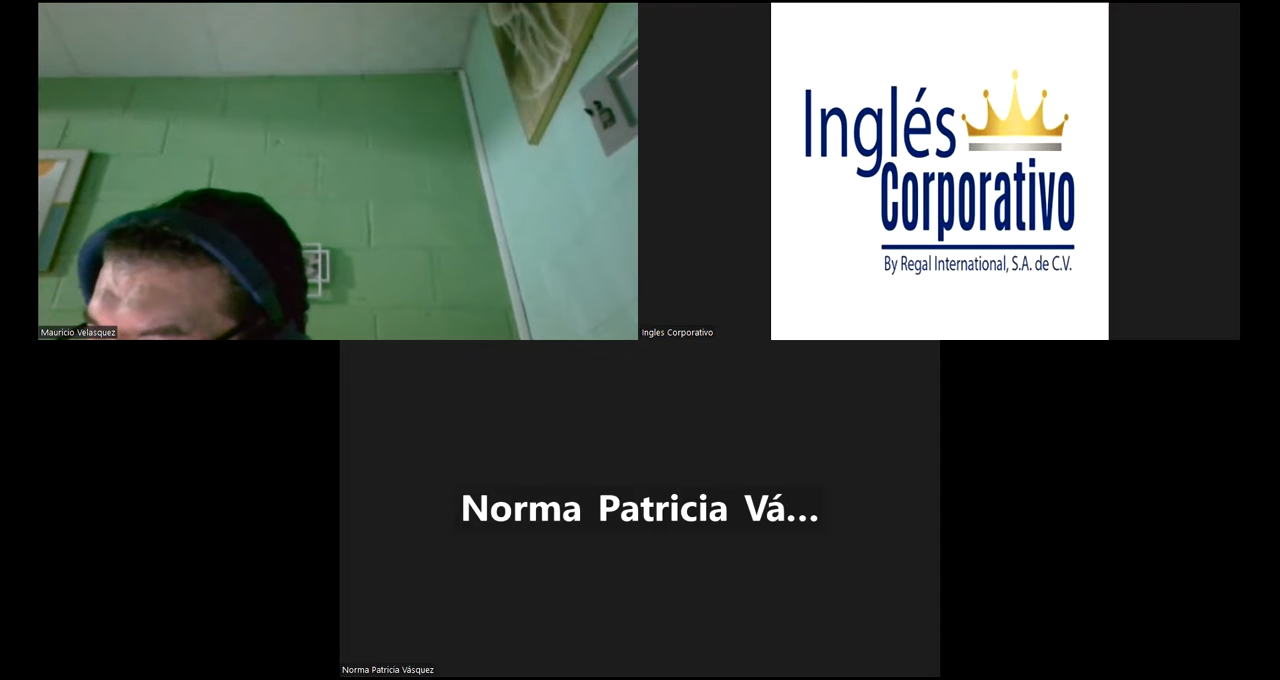 Mauricio Velasquez
Inglés
Corporativo
By Regal International, S.A. de C.V.
Ingles Corporativo
Norma Patricia Vá...
Norma Patricia Vásquez